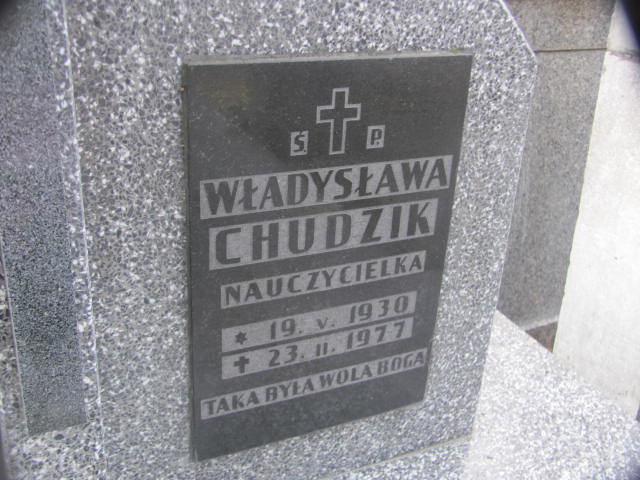 Ś. P.
WŁADYSŁAWA
CHUDZIK
NAUCZYCIELKA
* 19. V. 1930
✝ 23. II. 1977
TAKA BYŁA WOLA BOGA